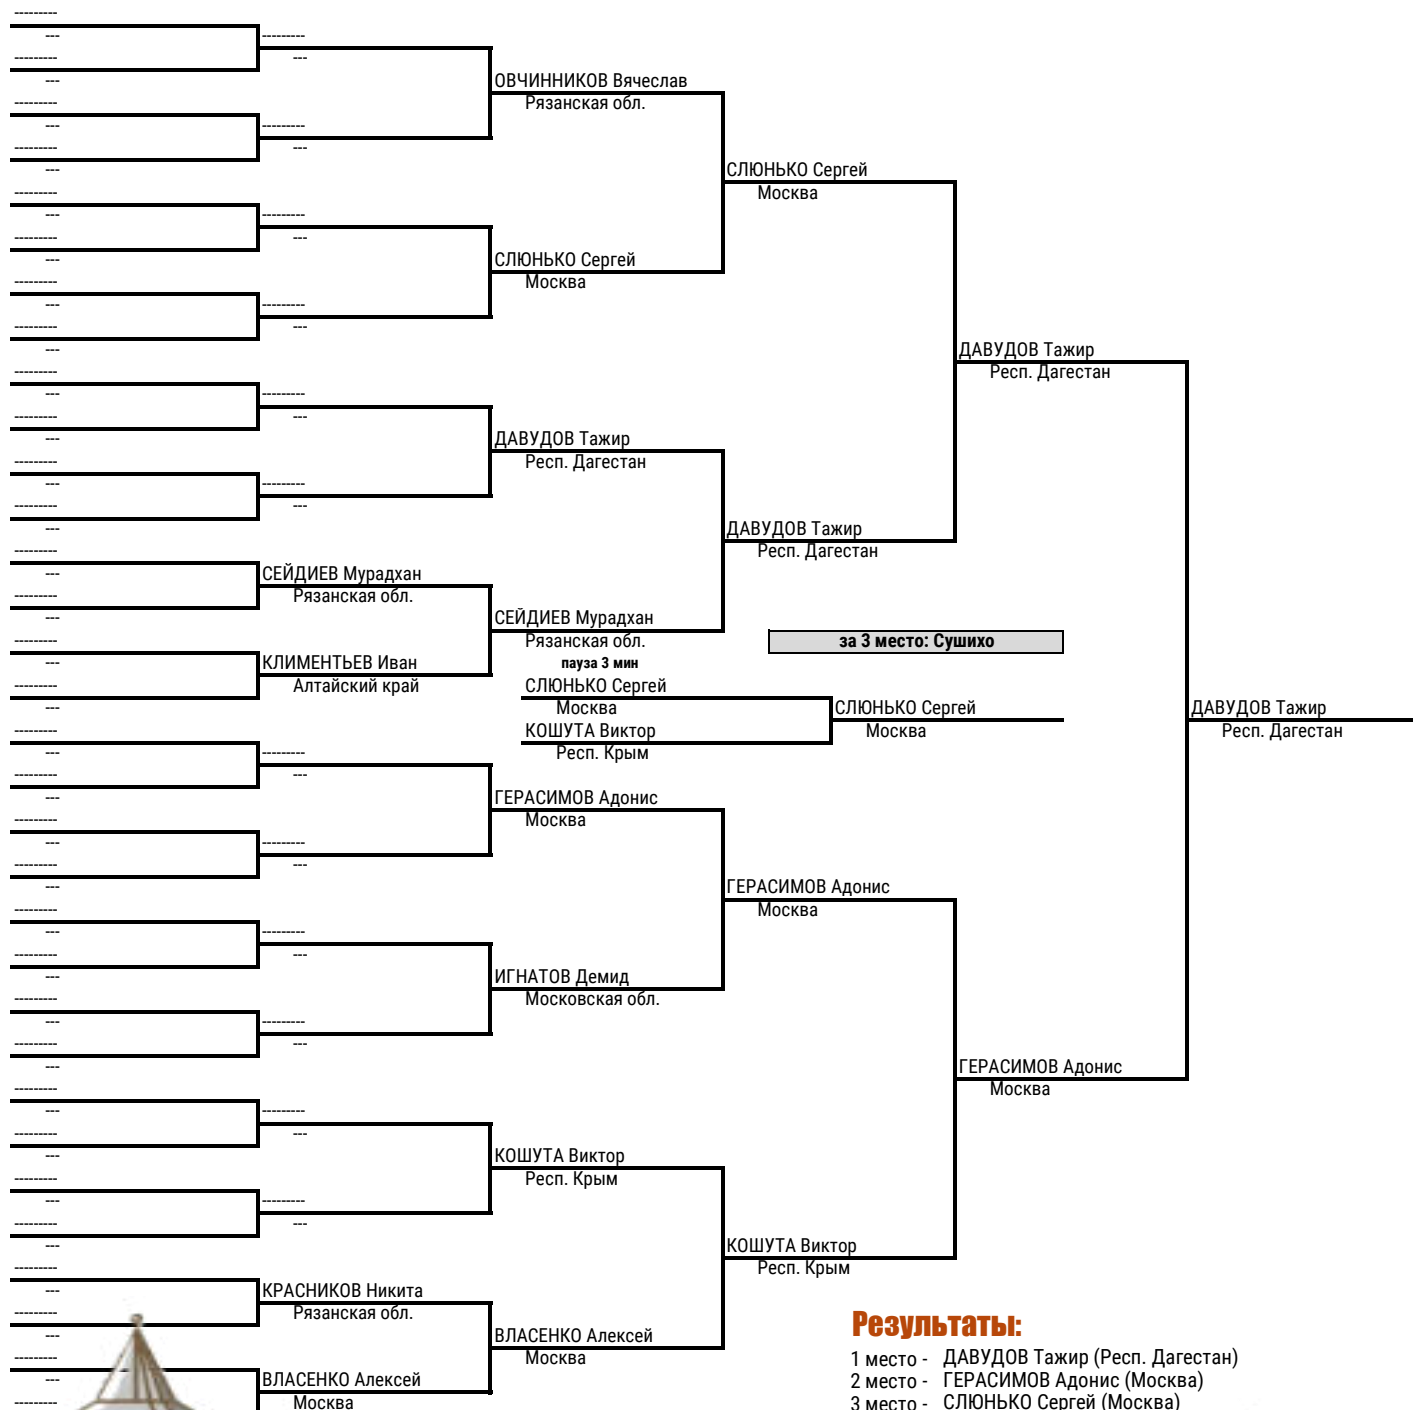 ---------
---
---------
---
---------
---
---------
---
---------
---
---------
---
---------
---
---------
---
---------
---
---------
---
---------
---
---------
---
---------
---
---------
---
---------
---
---------
---
---------
---
---------
---
---------
---
---------
---
---------
---
---------
---
---------
---
---------
---
---------
---
---------
---
---------
---
---------
---
---------
---
---------
---
---------
---
---------
---------
---
---------
---
---------
---
---------
---
---------
---
---------
---
СЕЙДИЕВ Мурадхан
Рязанская обл.
КЛИМЕНТЬЕВ Иван
Алтайский край
---------
---
---------
---
---------
---
---------
---
---------
---
---------
---
КРАСНИКОВ Никита
Рязанская обл.
ВЛАСЕНКО Алексей
Москва
ОВЧИННИКОВ Вячеслав
Рязанская обл.
СЛЮНЬКО Сергей
Москва
ДАВУДОВ Тажир
Респ. Дагестан
СЕЙДИЕВ Мурадхан
Рязанская обл.
пауза 3 мин
СЛЮНЬКО Сергей
Москва
КОШУТА Виктор
Респ. Крым
ГЕРАСИМОВ Адонис
Москва
ИГНАТОВ Демид
Московская обл.
КОШУТА Виктор
Респ. Крым
ВЛАСЕНКО Алексей
Москва
СЛЮНЬКО Сергей
Москва
ДАВУДОВ Тажир
Респ. Дагестан
за 3 место: Сушихо
СЛЮНЬКО Сергей
Москва
ГЕРАСИМОВ Адонис
Москва
КОШУТА Виктор
Респ. Крым
ДАВУДОВ Тажир
Респ. Дагестан
ГЕРАСИМОВ Адонис
Москва
ДАВУДОВ Тажир
Респ. Дагестан
Результаты:
1 место - ДАВУДОВ Тажир (Респ. Дагестан)
2 место - ГЕРАСИМОВ Адонис (Москва)
3 место - СЛЮНЬКО Сергей (Москва)